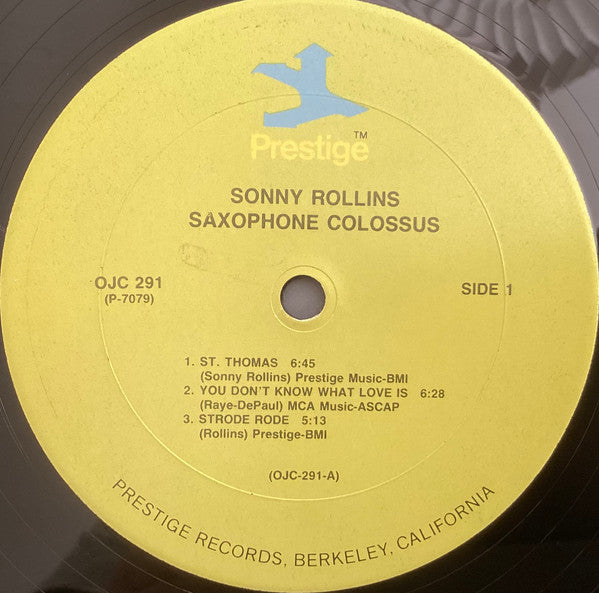 Prestige™
SONNY ROLLINS
SAXOPHONE COLOSSUS
OJC 291
(P-7079)
SIDE 1
1. ST. THOMAS 6:45
(Sonny Rollins) Prestige Music-BMI
2. YOU DON'T KNOW WHAT LOVE IS 6:28
(Raye-DePaul) MCA Music-ASCAP
3. STRODE RODE 5:13
(Rollins) Prestige-BMI
(OJC-291-A)
PRESTIGE RECORDS, BERKELEY, CALIFORNIA